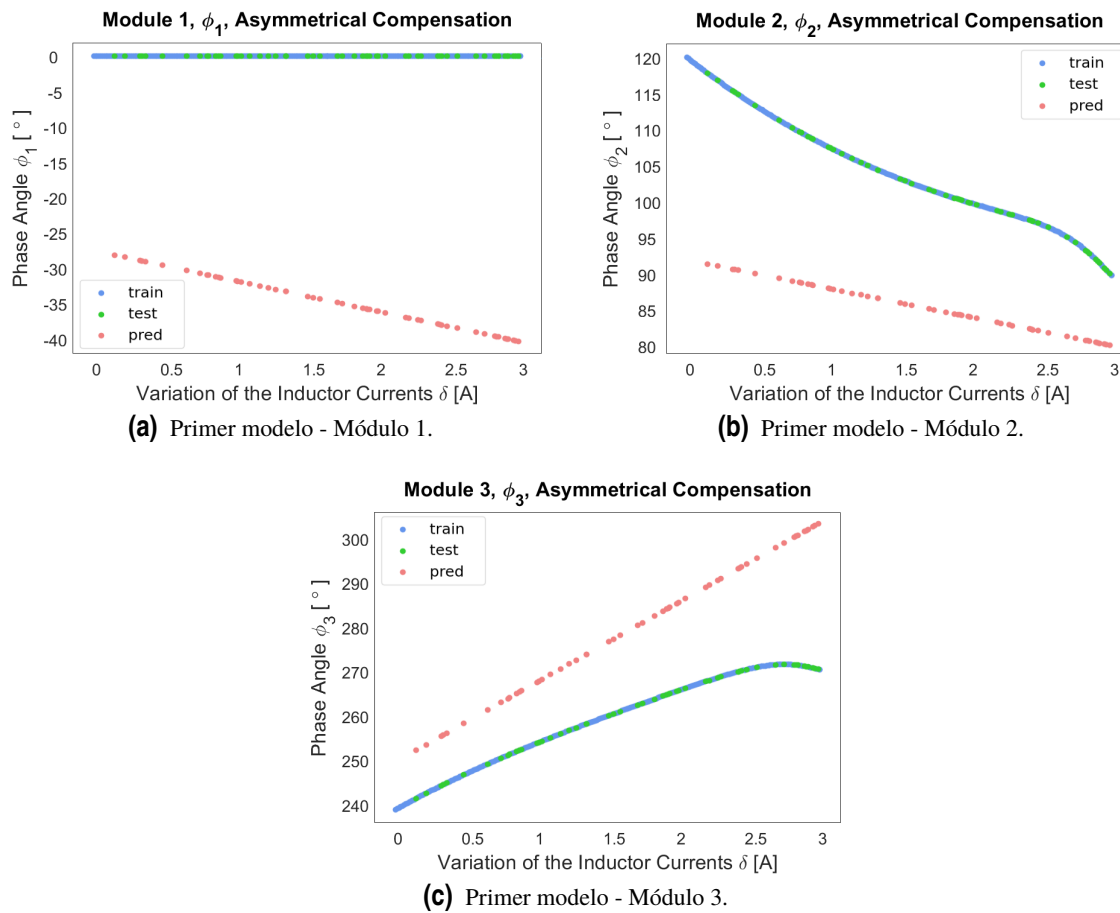 Module 1, ϕ1, Asymmetrical Compensation
Phase Angle ϕ1 [ ° ]
0
-5
-10
-15
-20
-25
-30
-35
-40
train
test
pred
0 0.5 1 1.5 2 2.5 3
Variation of the Inductor Currents δ [A]
(a) Primer modelo - Módulo 1.
Module 2, ϕ2, Asymmetrical Compensation
Phase Angle ϕ2 [ ° ]
120
115
110
105
100
95
90
85
80
train
test
pred
0 0.5 1 1.5 2 2.5 3
Variation of the Inductor Currents δ [A]
(b) Primer modelo - Módulo 2.
Module 3, ϕ3, Asymmetrical Compensation
Phase Angle ϕ3 [ ° ]
300
290
280
270
260
250
240
train
test
pred
0 0.5 1 1.5 2 2.5 3
Variation of the Inductor Currents δ [A]
(c) Primer modelo - Módulo 3.